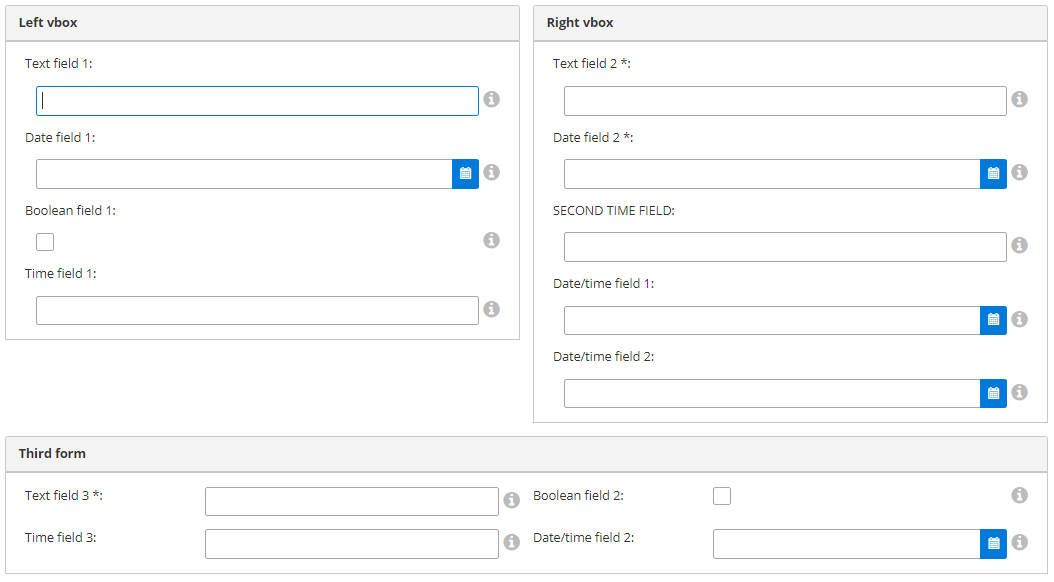 Left vbox
Text field 1:
Date field 1:
Boolean field 1:
Time field 1:
Right vbox
Text field 2 *:
Date field 2 *:
SECOND TIME FIELD:
Date/time field 1:
Date/time field 2:
Third form
Text field 3 *:
Boolean field 2:
Time field 3:
Date/time field 2: